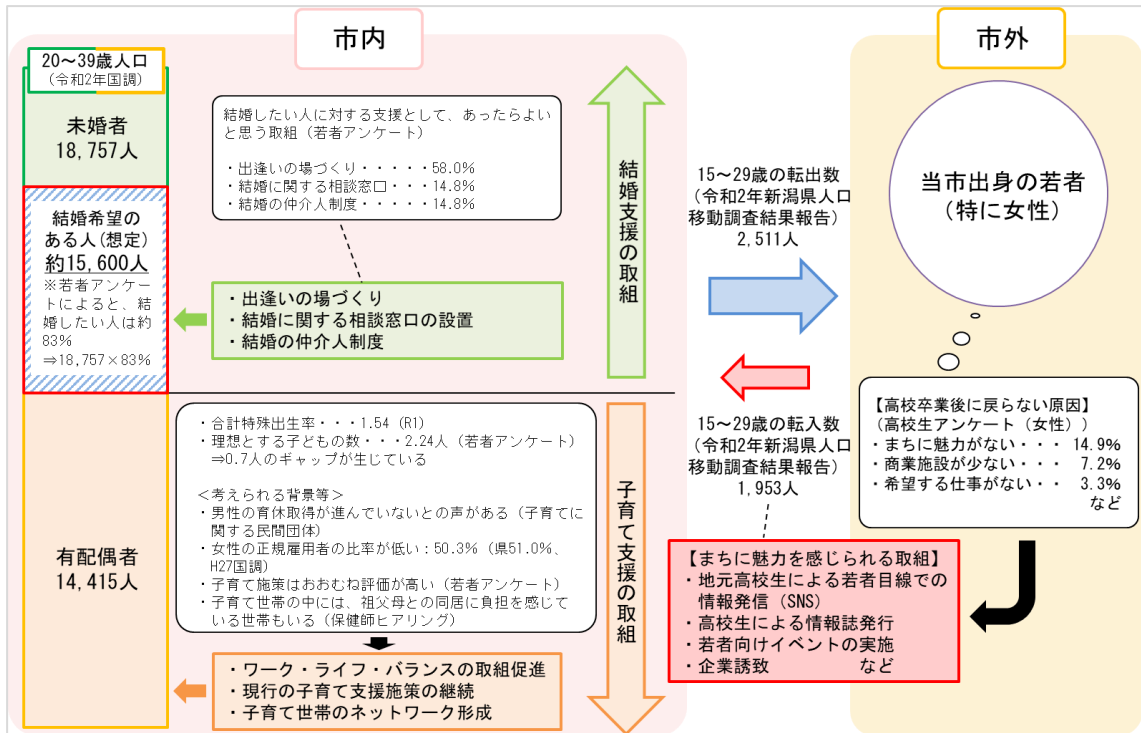 市内
市外
20～39歳人口
（令和2年国調）
未婚者
18,757人
結婚希望の
ある人（想定）
約15,600人
※若者アンケ
ートによると、結
婚したい人は約
83%
⇒18,757×83%
有配偶者
14,415人
結婚したい人に対する支援として、あったらよい
と思う取組（若者アンケート）
・出逢いの場づくり・・・・・58.0%
・結婚に関する相談窓口・・・14.8%
・結婚の仲介人制度・・・・・14.8%
・出逢いの場づくり
・結婚に関する相談窓口の設置
・結婚の仲介人制度
結婚支援の取組
・合計特殊出生率・・・1.54（R1）
・理想とする子どもの数・・・2.24人（若者アンケート）
⇒0.7人のギャップが生じている
＜考えられる背景等＞
・男性の育休取得が進んでいないとの声がある（子育てに
関する民間団体）
・女性の正規雇用者の比率が低い：50.3%（県51.0%、
H27国調）
・子育て施策はおおむね評価が高い（若者アンケート）
・子育て世帯の中には、祖父母との同居に負担を感じて
いる世帯もいる（保健師ヒアリング）
・ワーク・ライフ・バランスの取組促進
・現行の子育て支援施策の継続
・子育て世帯のネットワーク形成
子育て支援の取組
15～29歳の転出数
（令和2年新潟県人口
移動調査結果報告）
2,511人
15～29歳の転入数
（令和2年新潟県人口
移動調査結果報告）
1,953人
当市出身の若者
（特に女性）
【高校卒業後に戻らない原因】
（高校生アンケート（女性））
・まちに魅力がない・・・ 14.9%
・商業施設が少ない・・・ 7.2%
・希望する仕事がない・・ 3.3%
など
【まちに魅力を感じられる取組】
・地元高校生による若者目線での
情報発信（SNS）
・高校生による情報誌発行
・若者向けイベントの実施
・企業誘致 など